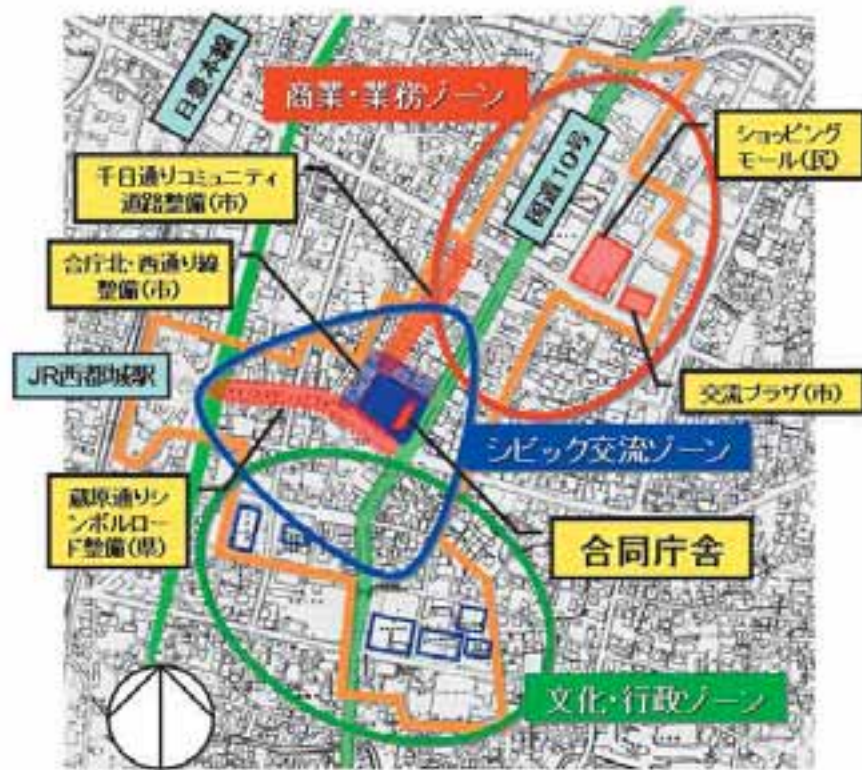 日豊本線
商業・業務ゾーン
国道10号
ショッピング
モール(民)
千日通りコミュニティ
道路整備(市)
合庁北・西通り線
整備(市)
JR西都城駅
交流プラザ(市)
シビック交流ゾーン
蔵原通りシ
ンボルロー
ド整備(県)
合同庁舎
文化・行政ゾーン